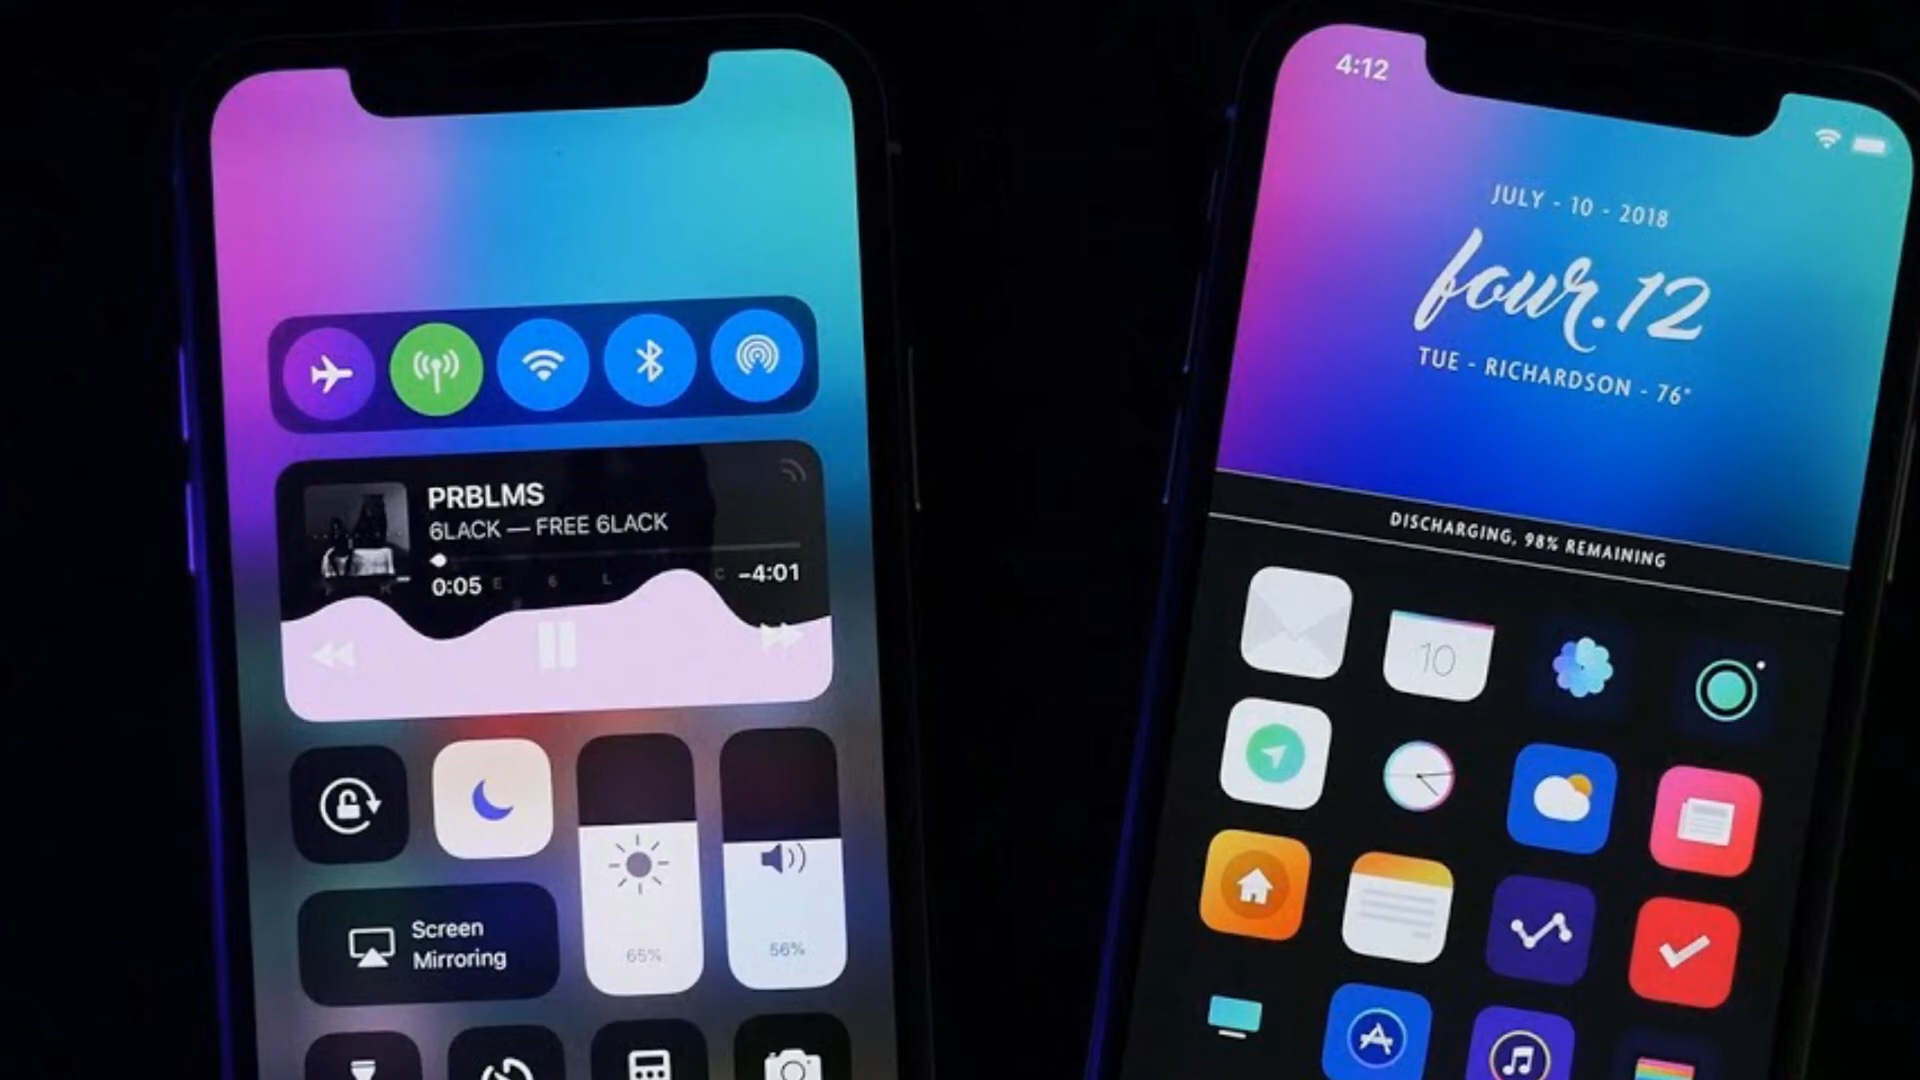 PRBLMS
6LACK — FREE 6LACK
0:05
-4:01
Screen
Mirroring
65%
56%
4:12
JULY - 10 - 2018
four.12
TUE - RICHARDSON - 76°
DISCHARGING, 98% REMAINING
10